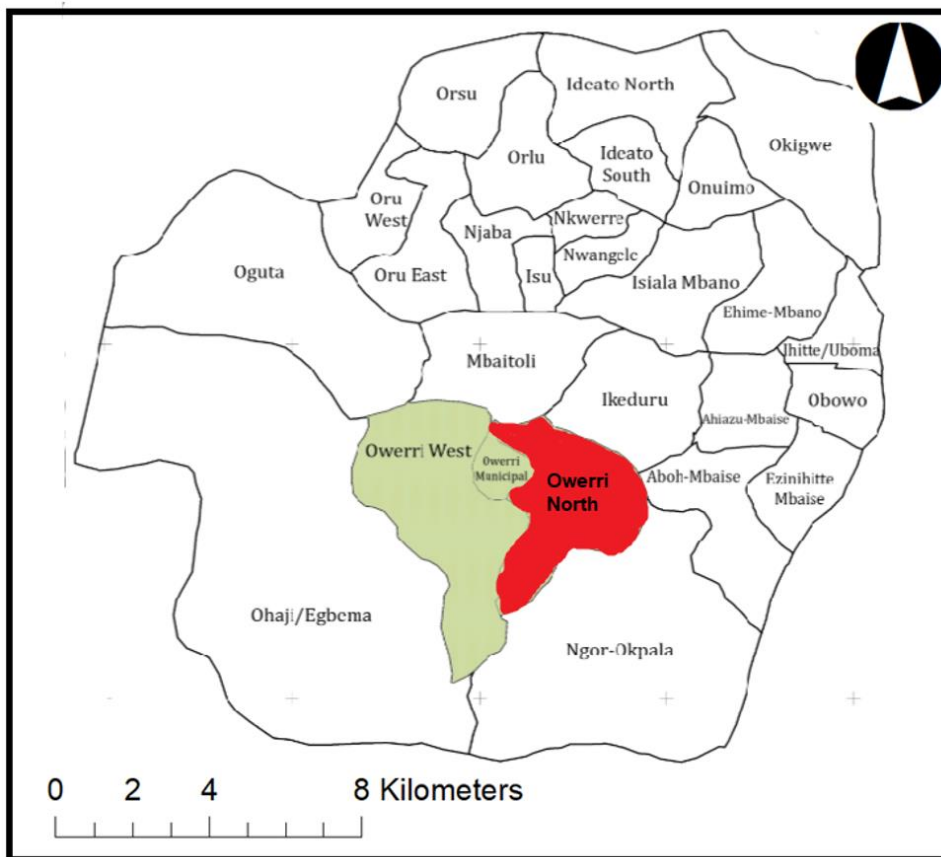 Orsu
Ideato North
Okigwe
Orlu
Ideato
South
Onuimo
Oru
West
Nkwerre
Njaba
Nwangele
Oguta
Oru East
Isu
Isiala Mbano
Ehime-Mbano
Ihitte/Uboma
Mbaitoli
Ikeduru
Obowo
Ahiazu-Mbaise
Owerri West
Owerri
Municipal
Aboh-Mbaise
Ezinihitte
Mbaise
Owerri
North
Ohaji/Egbema
Ngor-Okpala
0 2 4 8 Kilometers